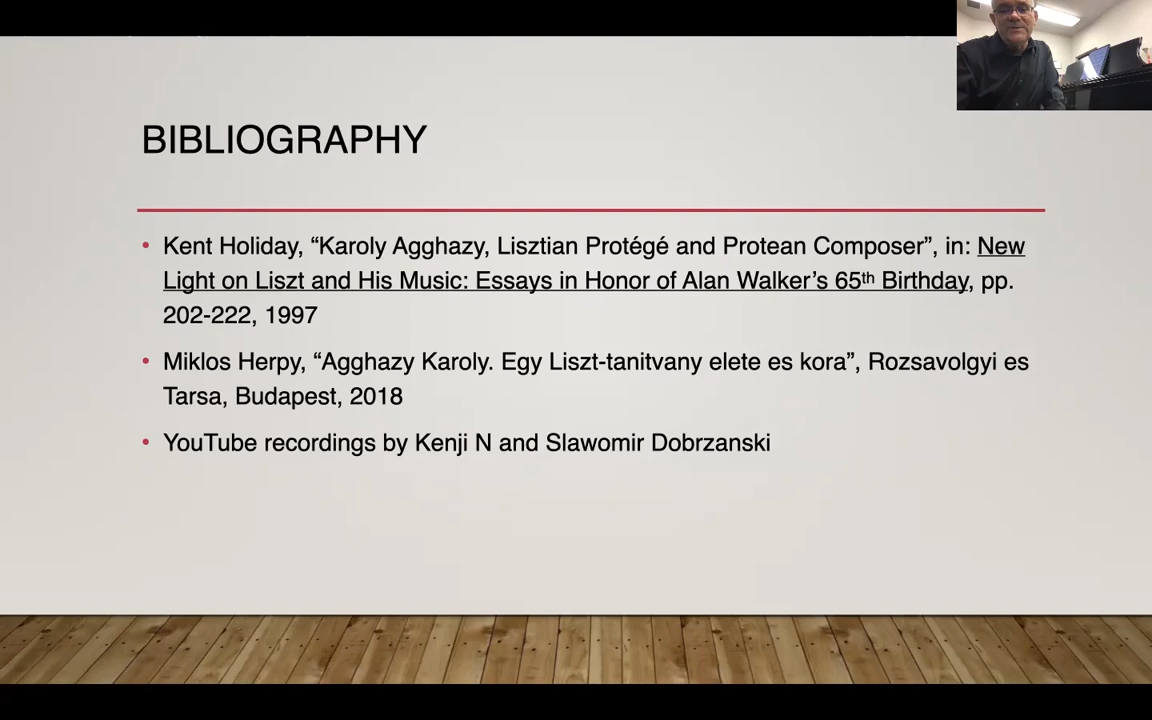 BIBLIOGRAPHY
• Kent Holiday, “Karoly Agghazy, Lisztian Protégé and Protean Composer”, in: New
Light on Liszt and His Music: Essays in Honor of Alan Walker’s 65th Birthday, pp.
202-222, 1997
• Miklos Herpy, “Agghazy Karoly. Egy Liszt-tanitvany elete es kora”, Rozsavolgyi es
Tarsa, Budapest, 2018
• YouTube recordings by Kenji N and Slawomir Dobrzanski